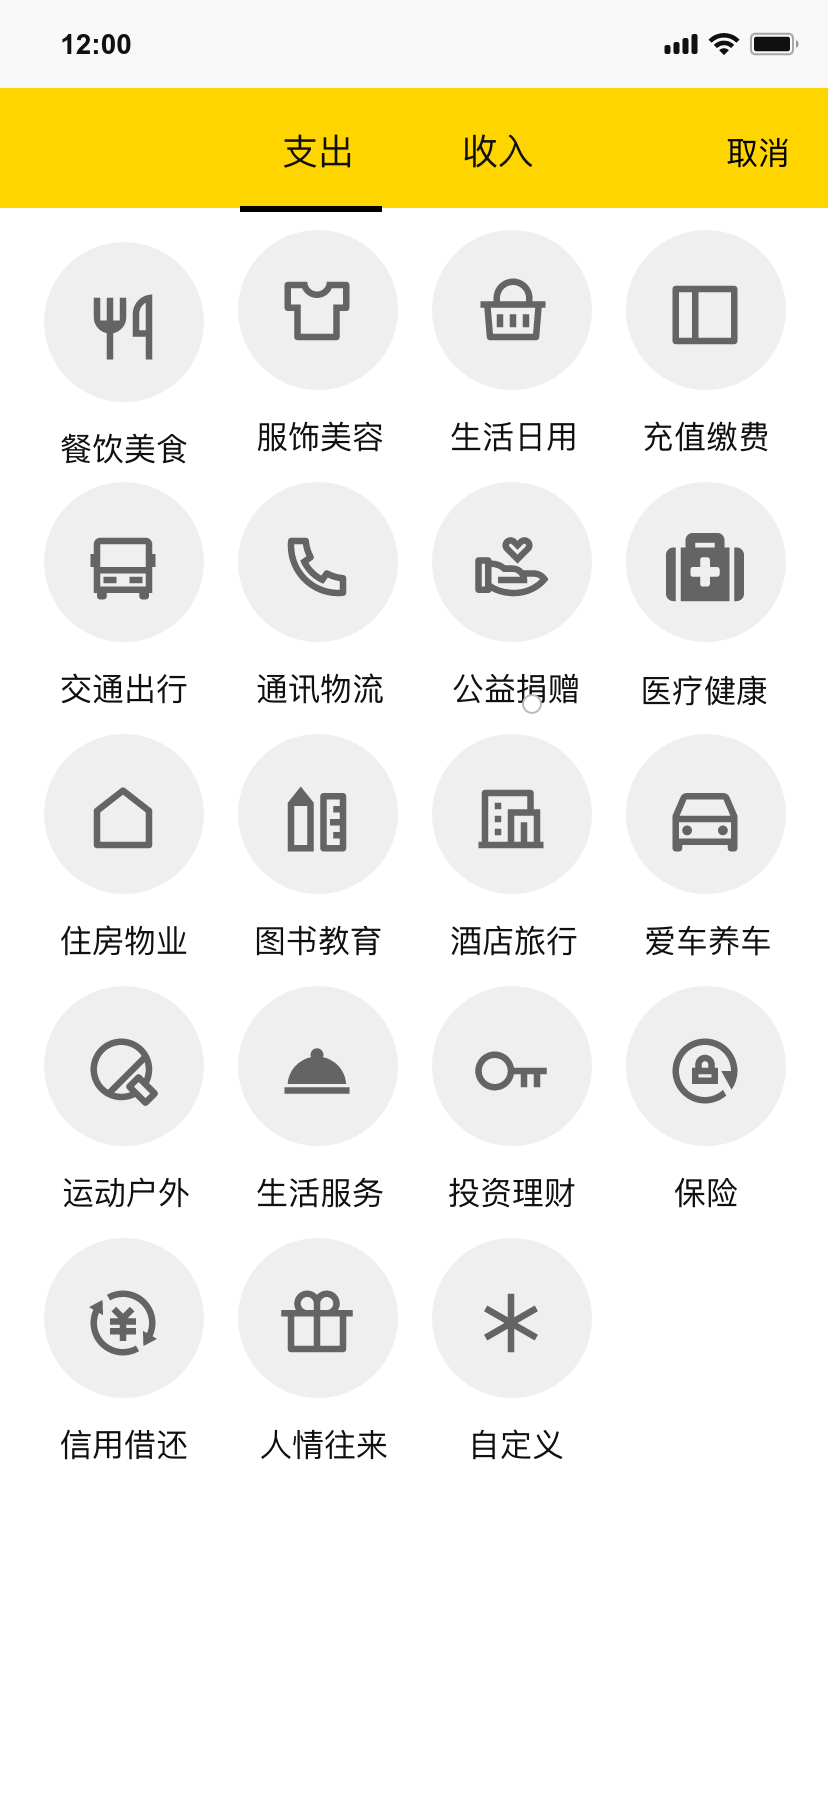 12:00
支出 收入 取消
餐饮美食 服饰美容 生活日用 充值缴费
交通出行 通讯物流 公益捐赠 医疗健康
住房物业 图书教育 酒店旅行 爱车养车
运动户外 生活服务 投资理财 保险
¥
信用借还 人情往来 自定义